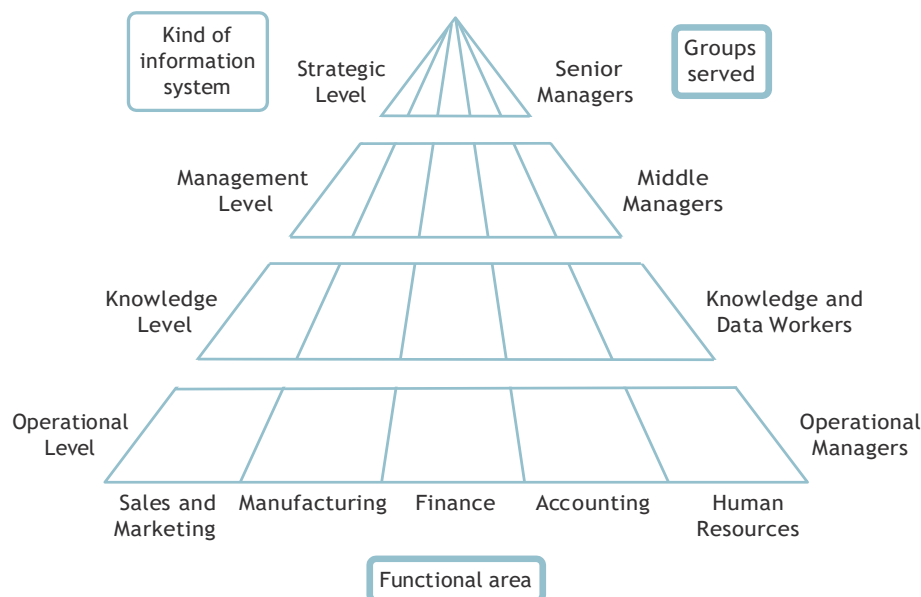 Kind of
information
system
Strategic
Level
Senior
Managers
Groups
served
Management
Level
Middle
Managers
Knowledge
Level
Knowledge and
Data Workers
Operational
Level
Operational
Managers
Sales and
Marketing
Manufacturing
Finance
Accounting
Human
Resources
Functional area